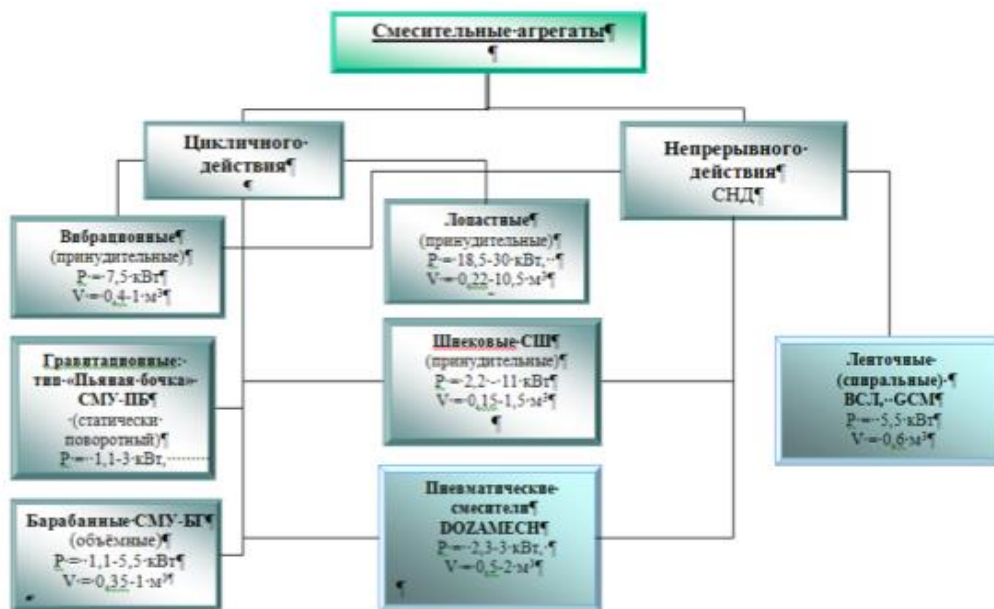 Смесительные агрегаты
Цикличного
действия
Непрерывного
действия
СНД
Вибрационные
(принудительные)
P = 7,5 кВт
V = 0,4-1 м³
Лопастные
(принудительные)
P = 18,5-30 кВт,
V = 0,22-10,5 м³
Гравитационные:
тип «Пьяная бочка»
СМУ-ПБ
(статически
поворотный)
P = 1,1-3 кВт,
Шнековые СШ
(принудительные)
P = 2,2 - 11 кВт
V = 0,15-1,5 м³
Ленточные
(спиральные)
ВСЛ, GCM
P = 5,5 кВт
V = 0,6 м³
Барабанные СМУ-БГ
(объёмные)
P = 1,1-5,5 кВт
V = 0,35-1 м³
Пневматические
смесители
DOZAMECH
P = 2,3-3 кВт,
V = 0,5-2 м³